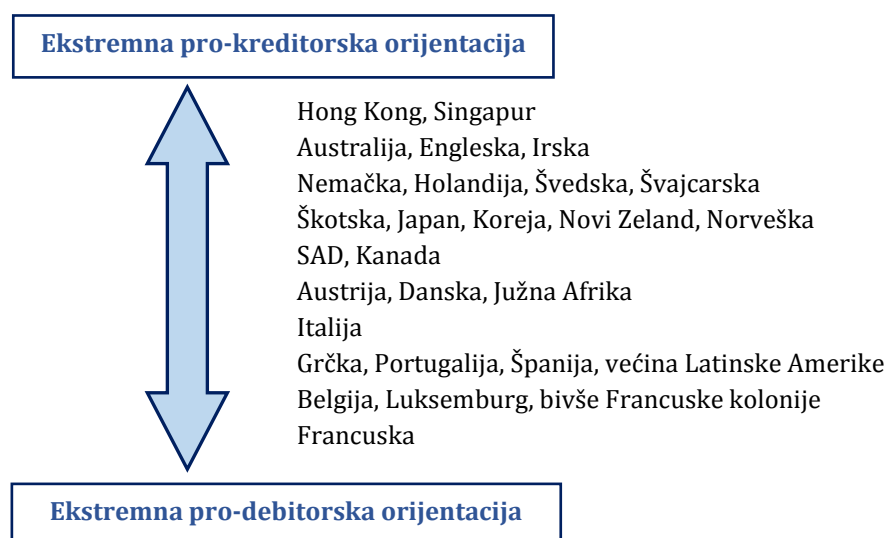 Ekstremna pro-kreditorska orijentacija
Hong Kong, Singapur
Australija, Engleska, Irska
Nemačka, Holandija, Švedska, Švajcarska
Škotska, Japan, Koreja, Novi Zeland, Norveška
SAD, Kanada
Austrija, Danska, Južna Afrika
Italija
Grčka, Portugalija, Španija, većina Latinske Amerike
Belgija, Luksemburg, bivše Francuske kolonije
Francuska
Ekstremna pro-debitorska orijentacija